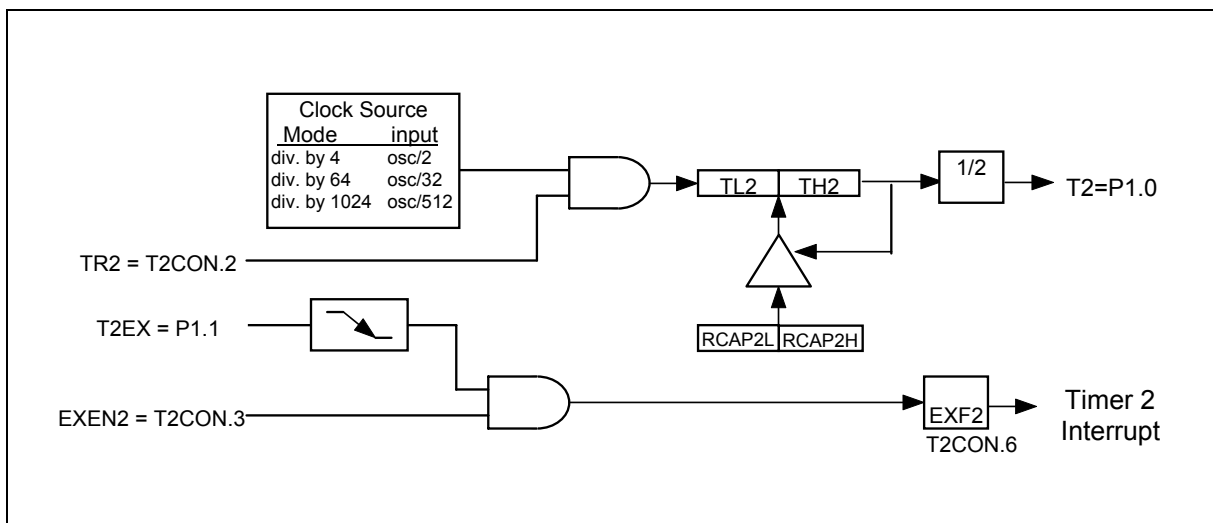 Clock Source
Mode input
div. by 4 osc/2
div. by 64 osc/32
div. by 1024 osc/512
TL2 TH2
1/2
T2=P1.0
TR2 = T2CON.2
T2EX = P1.1
RCAP2L RCAP2H
EXEN2 = T2CON.3
EXF2
T2CON.6
Timer 2
Interrupt